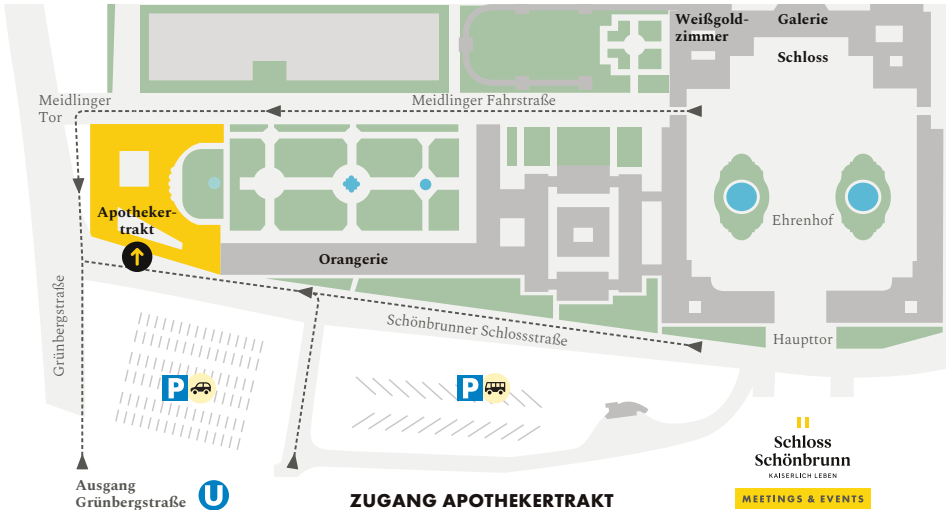 Weißgold-
zimmer
Galerie
Schloss
Meidlinger
Tor
Meidlinger Fahrstraße
Apotheker-
trakt
Ehrenhof
Orangerie
Grünbergstraße
Schönbrunner Schlossstraße
Haupttor
P
P
Schloss
Schönbrunn
KAISERLICH LEBEN
MEETINGS & EVENTS
Ausgang
Grünbergstraße
U
ZUGANG APOTHEKERTRAKT